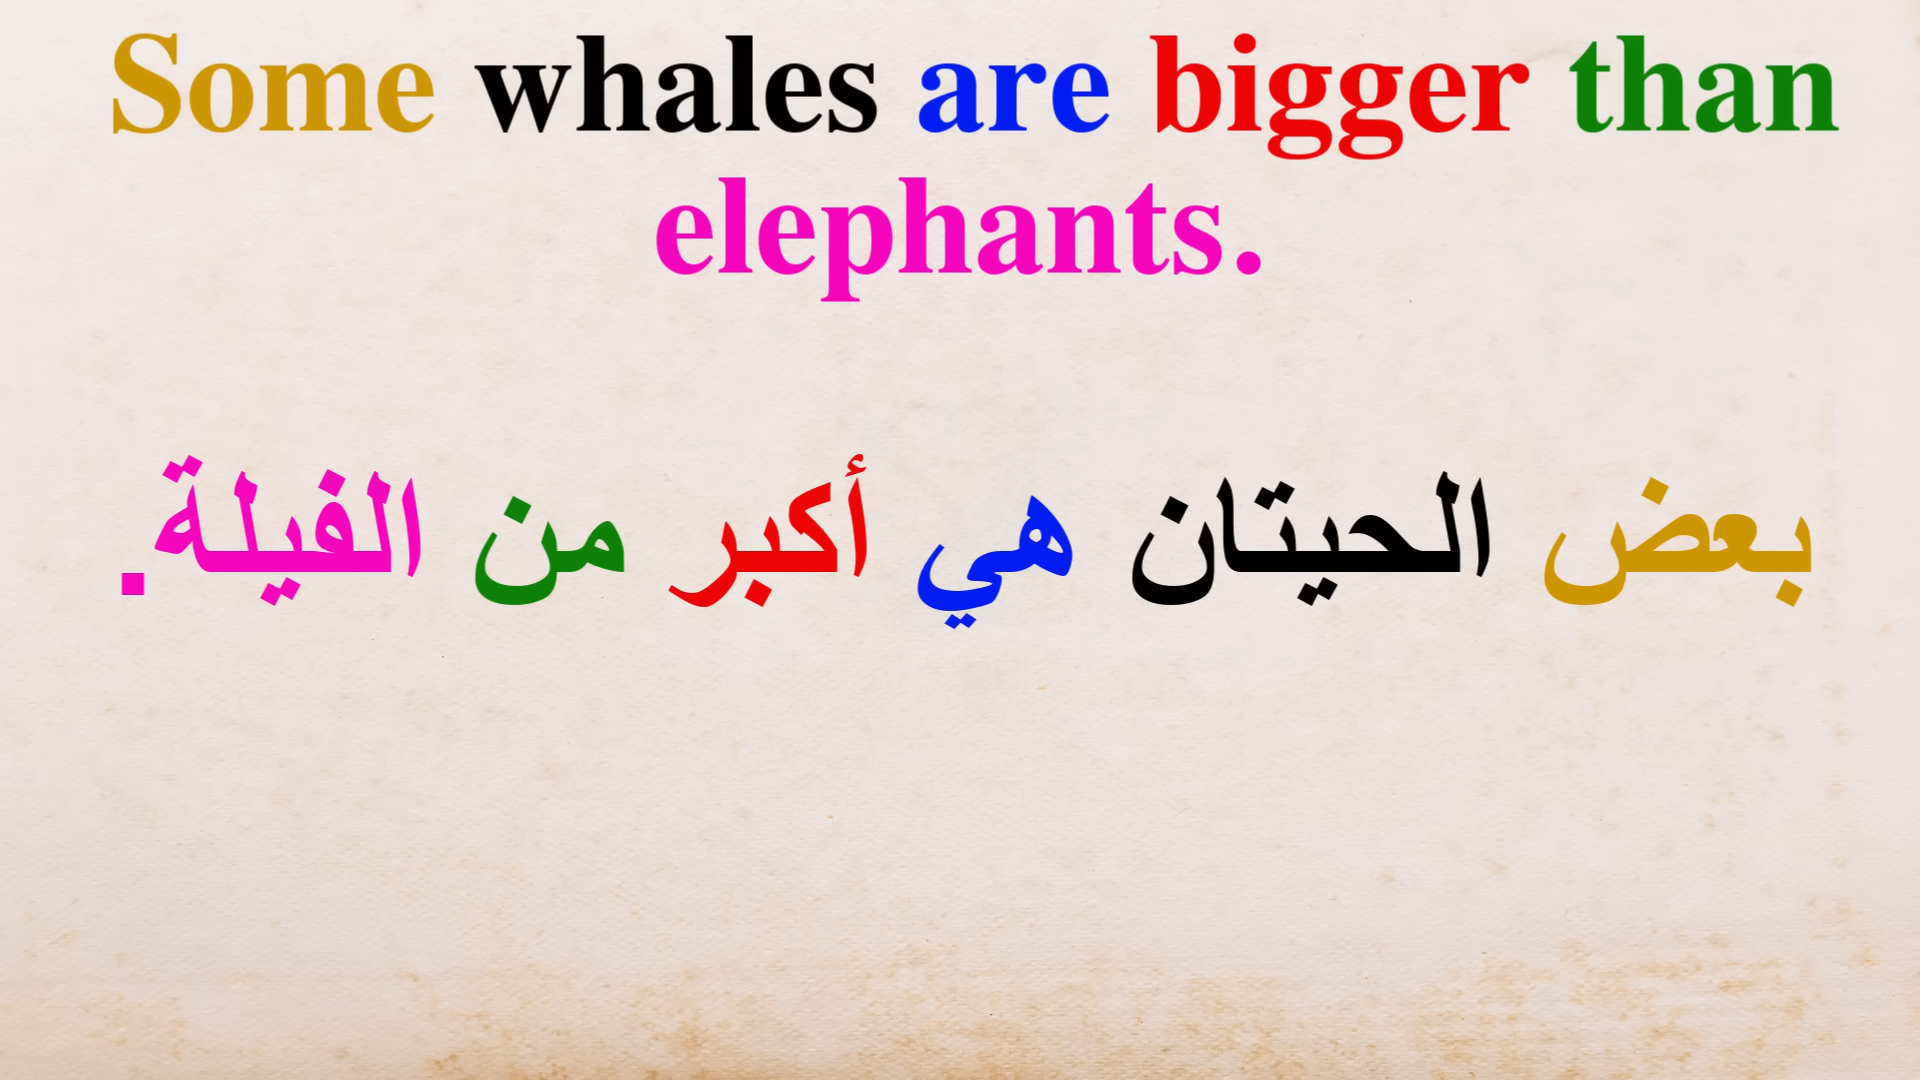 Some whales are bigger than
elephants.
بعض الحيتان هي أكبر من الفيلة.